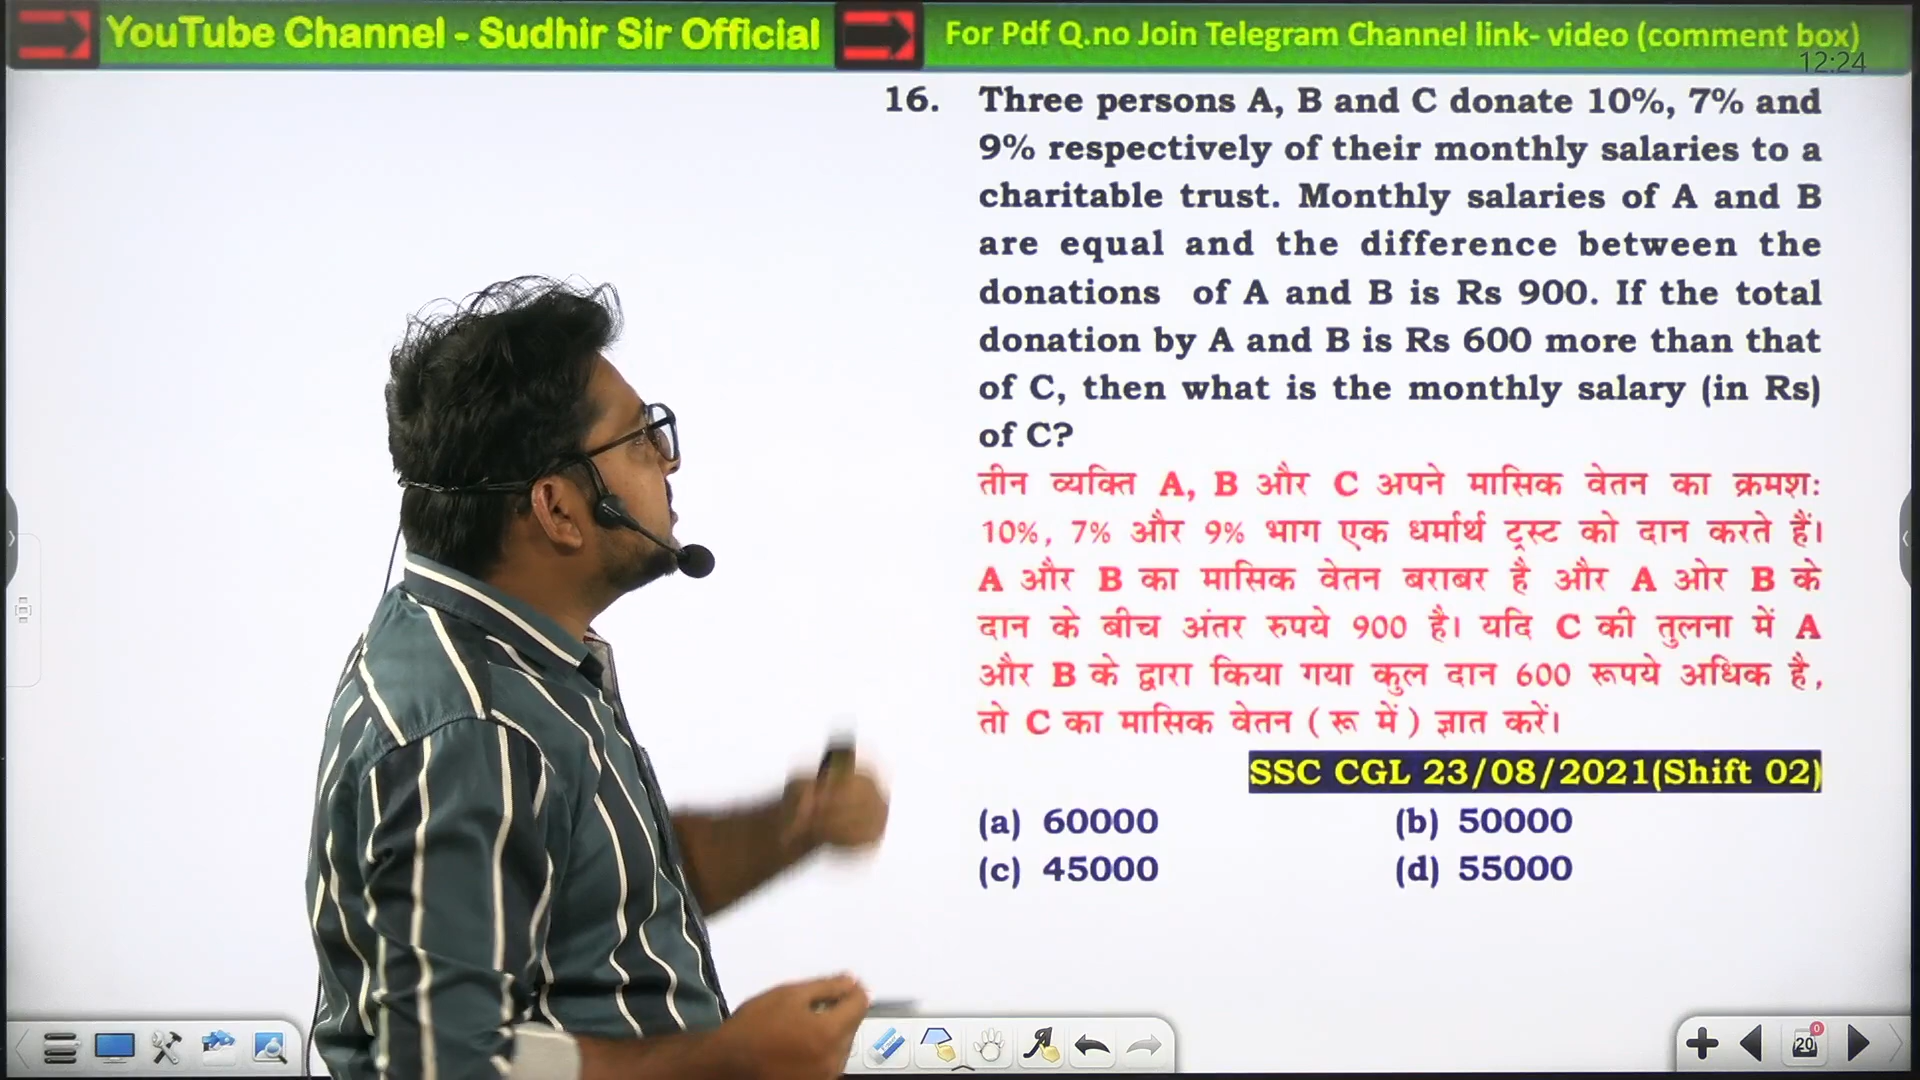 YouTube Channel - Sudhir Sir Official
For Pdf Q.no Join Telegram Channel link- video (comment box)
12:24
16. Three persons A, B and C donate 10%, 7% and
9% respectively of their monthly salaries to a
charitable trust. Monthly salaries of A and B
are equal and the difference between the
donations of A and B is Rs 900. If the total
donation by A and B is Rs 600 more than that
of C, then what is the monthly salary (in Rs)
of C?
तीन व्यक्ति A, B और C अपने मासिक वेतन का क्रमश:
10%, 7% और 9% भाग एक धर्मार्थ ट्रस्ट को दान करते हैं।
A और B का मासिक वेतन बराबर है और A ओर B के
दान के बीच अंतर रुपये 900 है। यदि C की तुलना में A
और B के द्वारा किया गया कुल दान 600 रूपये अधिक है,
तो C का मासिक वेतन ( रू में ) ज्ञात करें।
SSC CGL 23/08/2021(Shift 02)
(a) 60000 (b) 50000
(c) 45000 (d) 55000
20
0